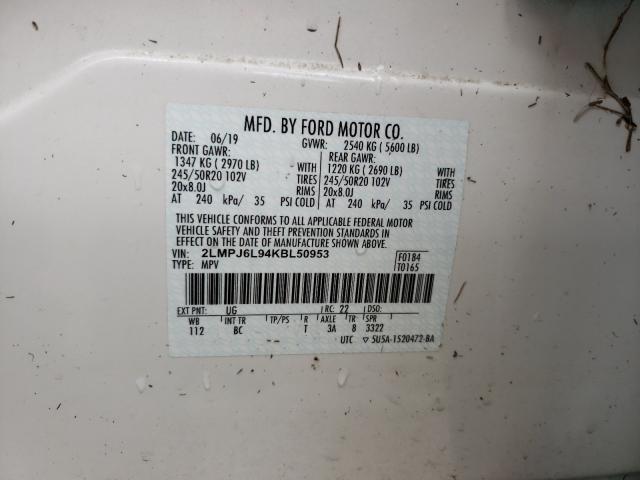 MFD. BY FORD MOTOR CO.
DATE: 06/19 GVWR: 2540 KG ( 5600 LB)
FRONT GAWR: REAR GAWR:
1347 KG ( 2970 LB) WITH 1220 KG ( 2690 LB) WITH
245/50R20 102V TIRES 245/50R20 102V TIRES
20x8.0J RIMS 20x8.0J RIMS
AT 240 kPa/ 35 PSI COLD AT 240 kPa/ 35 PSI COLD
THIS VEHICLE CONFORMS TO ALL APPLICABLE FEDERAL MOTOR
VEHICLE SAFETY AND THEFT PREVENTION STANDARDS IN
EFFECT ON THE DATE OF MANUFACTURE SHOWN ABOVE.
VIN: 2LMPJ6L94KBL50953 F0184
TYPE: MPV T0165
EXT PNT: UG RC: 22 DSO:
WB INT TR TP/PS R AXLE TR SPR
112 BC T 3A 8 3322
UTC ▽ 5U5A-1520472-BA